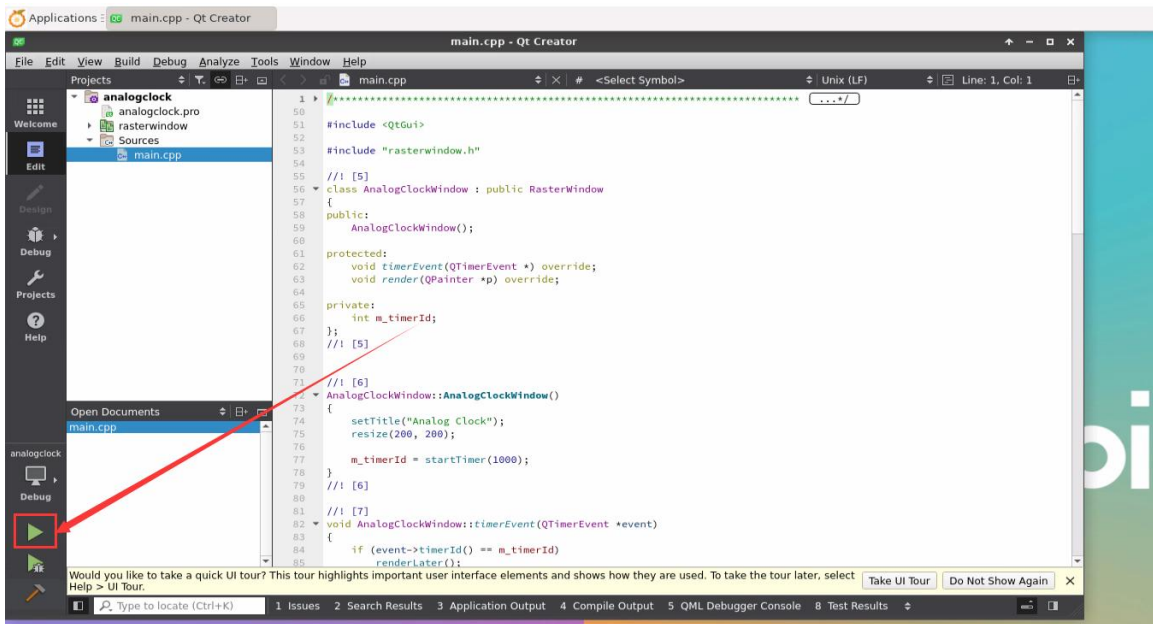 Applications main.cpp - Qt Creator
main.cpp - Qt Creator
File Edit View Build Debug Analyze Tools Window Help
Projects main.cpp # <Select Symbol> Unix (LF) Line: 1, Col: 1
Welcome
Edit
Design
Debug
Projects
Help
analogclock
analogclock.pro
rasterwindow
Sources
main.cpp
Open Documents
main.cpp
analogclock
Debug
1 /*************************************************************************** ...*/
50
51 #include <QtGui>
52
53 #include "rasterwindow.h"
54
55 //! [5]
56 class AnalogClockWindow : public RasterWindow
57 {
58 public:
59 AnalogClockWindow();
60
61 protected:
62 void timerEvent(QTimerEvent *) override;
63 void render(QPainter *p) override;
64
65 private:
66 int m_timerId;
67 };
68 //! [5]
69
70
71 //! [6]
72 AnalogClockWindow::AnalogClockWindow()
73 {
74 setTitle("Analog Clock");
75 resize(200, 200);
76
77 m_timerId = startTimer(1000);
78 }
79 //! [6]
80
81 //! [7]
82 void AnalogClockWindow::timerEvent(QTimerEvent *event)
83 {
84 if (event->timerId() == m_timerId)
85 renderLater();
Would you like to take a quick UI tour? This tour highlights important user interface elements and shows how they are used. To take the tour later, select
Help > UI Tour.
Take UI Tour Do Not Show Again
Type to locate (Ctrl+K) 1 Issues 2 Search Results 3 Application Output 4 Compile Output 5 QML Debugger Console 8 Test Results
pi